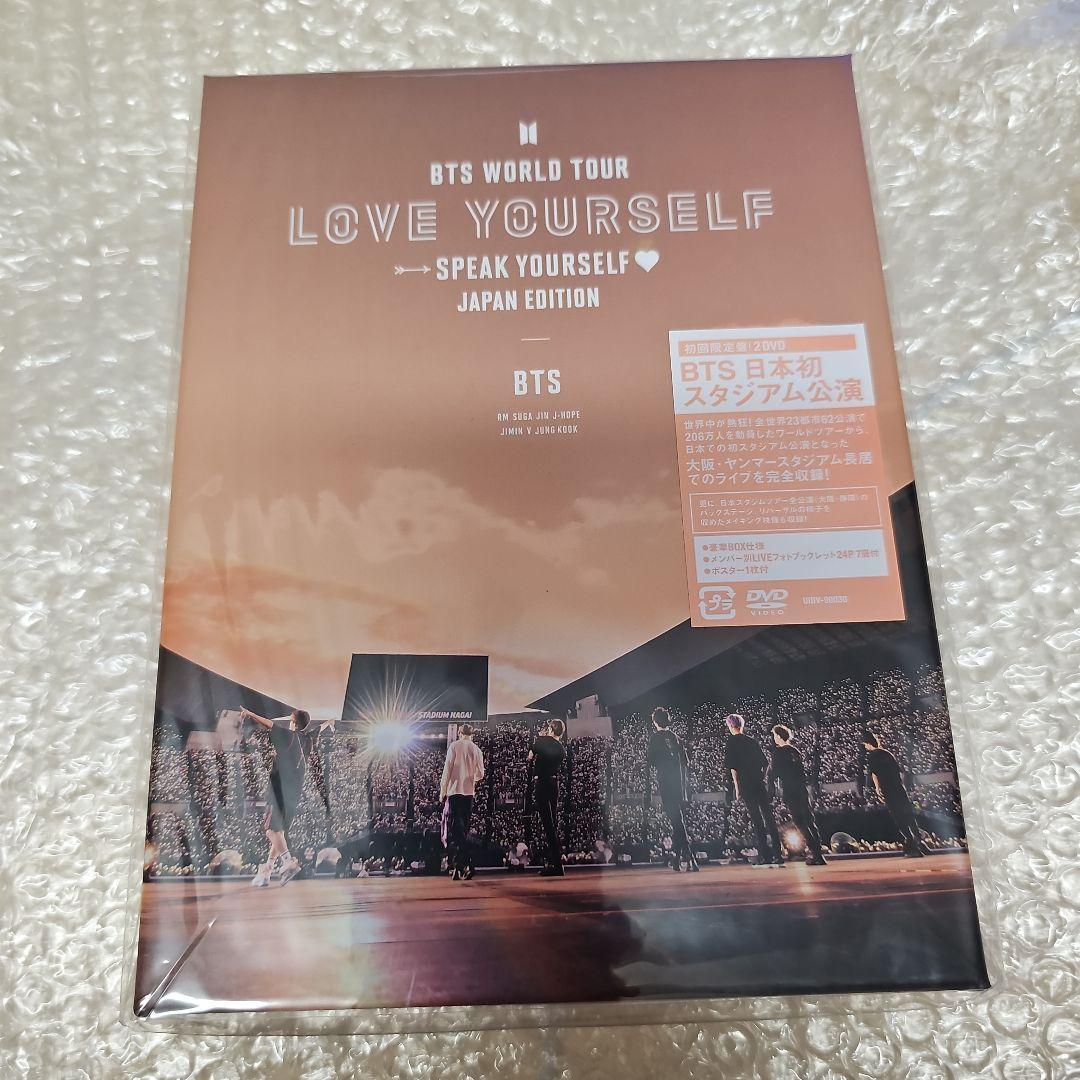 BTS WORLD TOUR
LOVE YOURSELF
SPEAK YOURSELF
JAPAN EDITION
BTS
RM SUGA JIN J-HOPE
JIMIN V JUNG KOOK
初回限定盤!2DVD
BTS 日本初
スタジアム公演
世界中が熱狂!全世界23都市62公演で
206万人を動員したワールドツアーから、
日本での初スタジアム公演となった
大阪・ヤンマースタジアム長居
でのライブを完全収録!
更に、日本スタジアムツアー全公演(大阪・静岡)の
バックステージ、リハーサルの様子を
収めたメイキング映像も収録!
●豪華BOX仕様
●メンバー別LIVEフォトブックレット24P 7冊付
●ポスター1枚付
プラ
DVD
VIDEO
STADIUM NAGAI